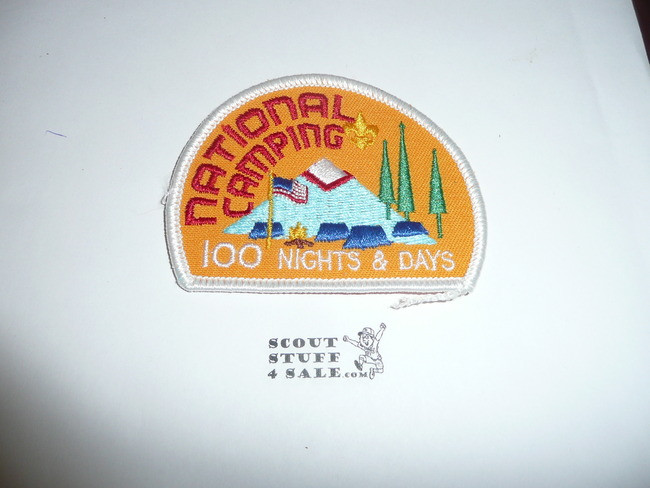 NATIONAL
CAMPING
100 NIGHTS & DAYS
SCOUT
STUFF
4 SALE.COM